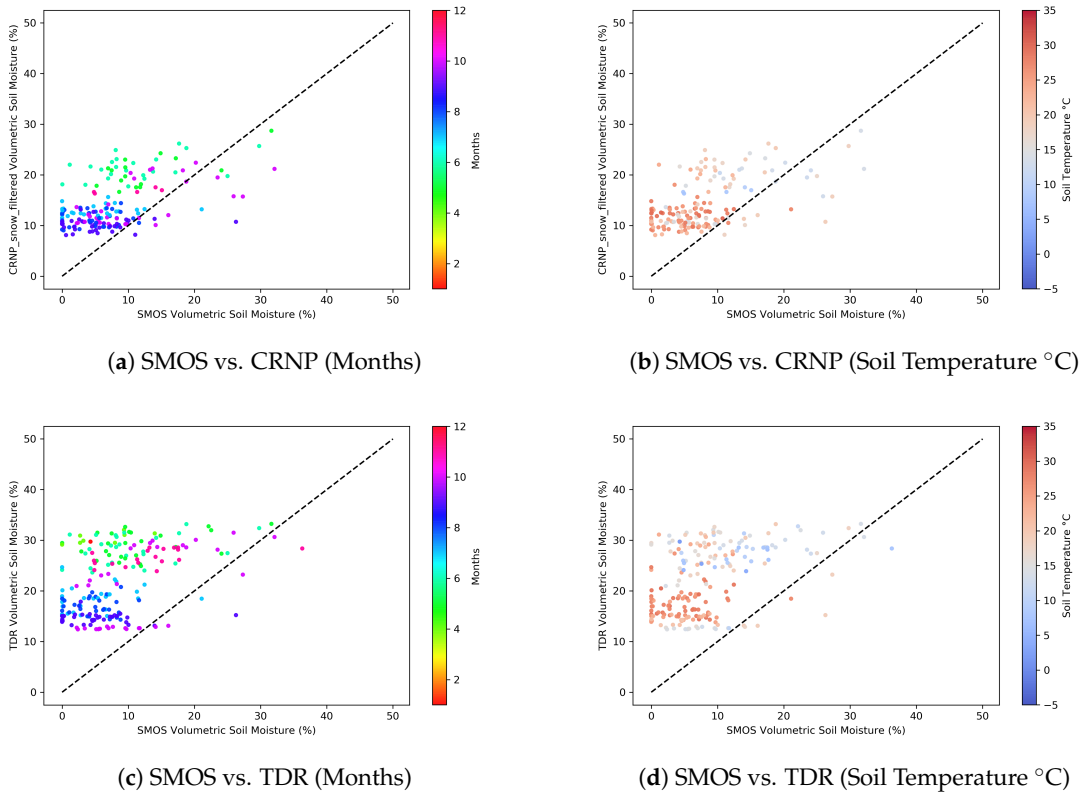 50
40
30
20
10
0
CRNP_snow_filtered Volumetric Soil Moisture (%)
0 10 20 30 40 50
SMOS Volumetric Soil Moisture (%)
12
10
8
6
4
2
Months
(a) SMOS vs. CRNP (Months)
50
40
30
20
10
0
CRNP_snow_filtered Volumetric Soil Moisture (%)
0 10 20 30 40 50
SMOS Volumetric Soil Moisture (%)
35
30
25
20
15
10
5
0
−5
Soil Temperature °C
(b) SMOS vs. CRNP (Soil Temperature °C)
50
40
30
20
10
0
TDR Volumetric Soil Moisture (%)
0 10 20 30 40 50
SMOS Volumetric Soil Moisture (%)
12
10
8
6
4
2
Months
(c) SMOS vs. TDR (Months)
50
40
30
20
10
0
TDR Volumetric Soil Moisture (%)
0 10 20 30 40 50
SMOS Volumetric Soil Moisture (%)
35
30
25
20
15
10
5
0
−5
Soil Temperature °C
(d) SMOS vs. TDR (Soil Temperature °C)